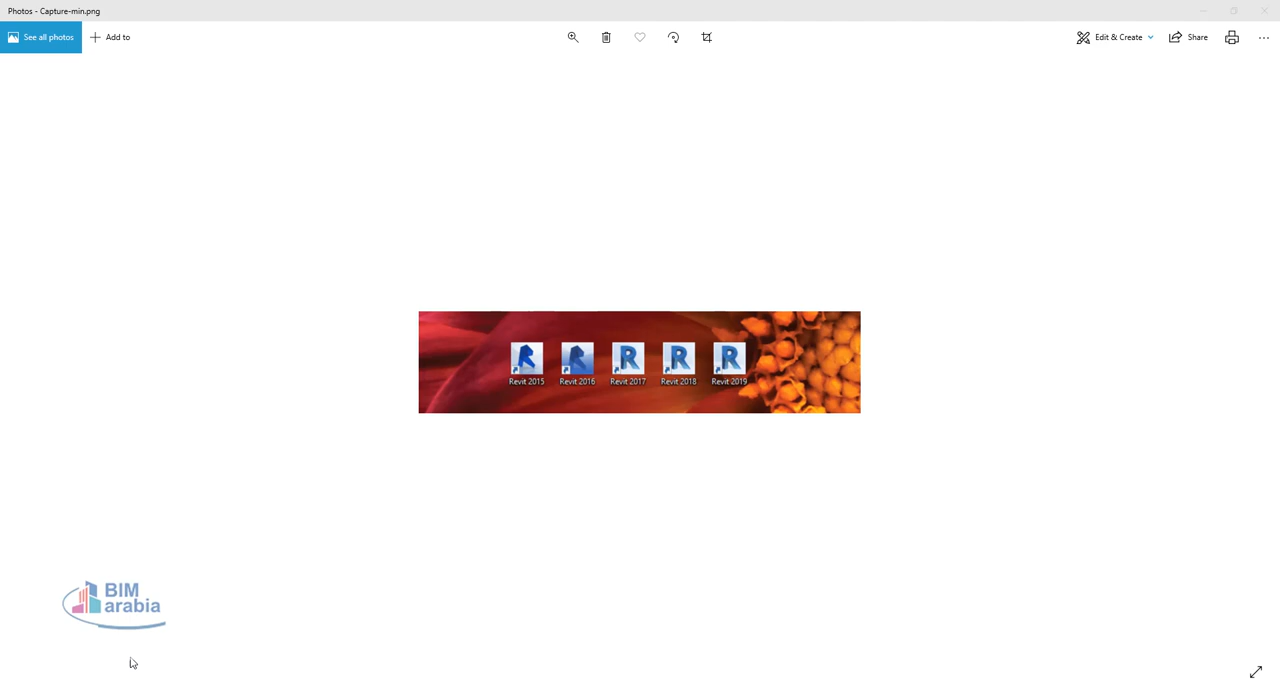 Photos - Capture-min.png
See all photos
Add to
Edit & Create
Share
Revit 2015
Revit 2016
Revit 2017
Revit 2018
Revit 2019
BIM
arabia